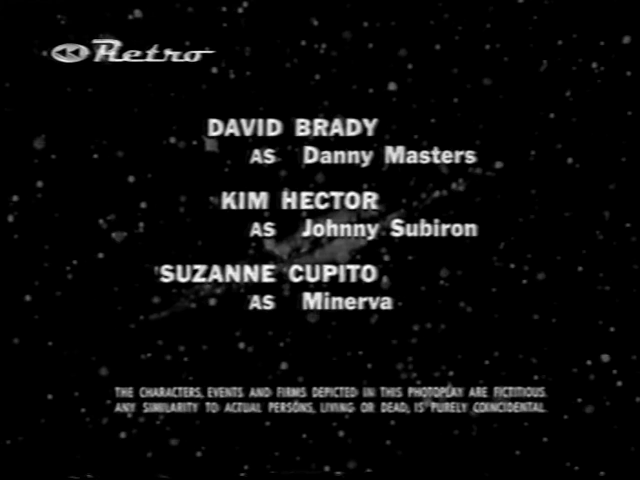 Retro
DAVID BRADY
AS Danny Masters
KIM HECTOR
AS Johnny Subiron
SUZANNE CUPITO
AS Minerva
THE CHARACTERS, EVENTS AND FIRMS DEPICTED IN THIS PHOTOPLAY ARE FICTITIOUS.
ANY SIMILARITY TO ACTUAL PERSONS, LIVING OR DEAD, IS PURELY COINCIDENTAL.